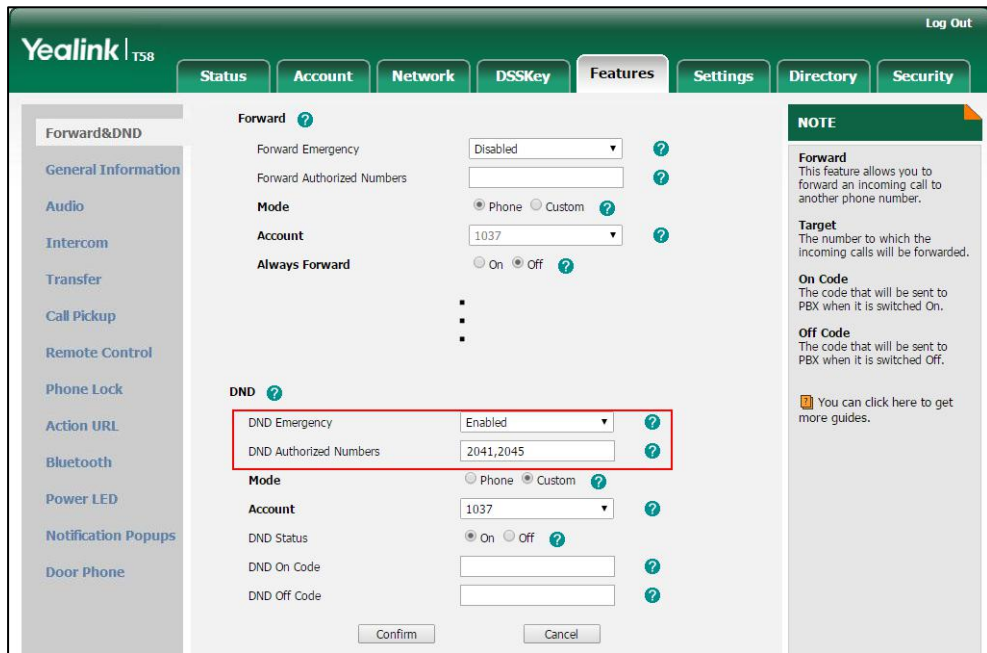 Log Out
Yealink T58
Status Account Network DSSKey Features Settings Directory Security
Forward&DND
General Information
Audio
Intercom
Transfer
Call Pickup
Remote Control
Phone Lock
Action URL
Bluetooth
Power LED
Notification Popups
Door Phone
Forward ?
Forward Emergency Disabled ?
Forward Authorized Numbers ?
Mode Phone Custom ?
Account 1037 ?
Always Forward On Off ?
DND ?
DND Emergency Enabled ?
DND Authorized Numbers 2041,2045 ?
Mode Phone Custom ?
Account 1037 ?
DND Status On Off ?
DND On Code ?
DND Off Code ?
Confirm Cancel
NOTE
Forward
This feature allows you to
forward an incoming call to
another phone number.
Target
The number to which the
incoming calls will be forwarded.
On Code
The code that will be sent to
PBX when it is switched On.
Off Code
The code that will be sent to
PBX when it is switched Off.
? You can click here to get
more guides.